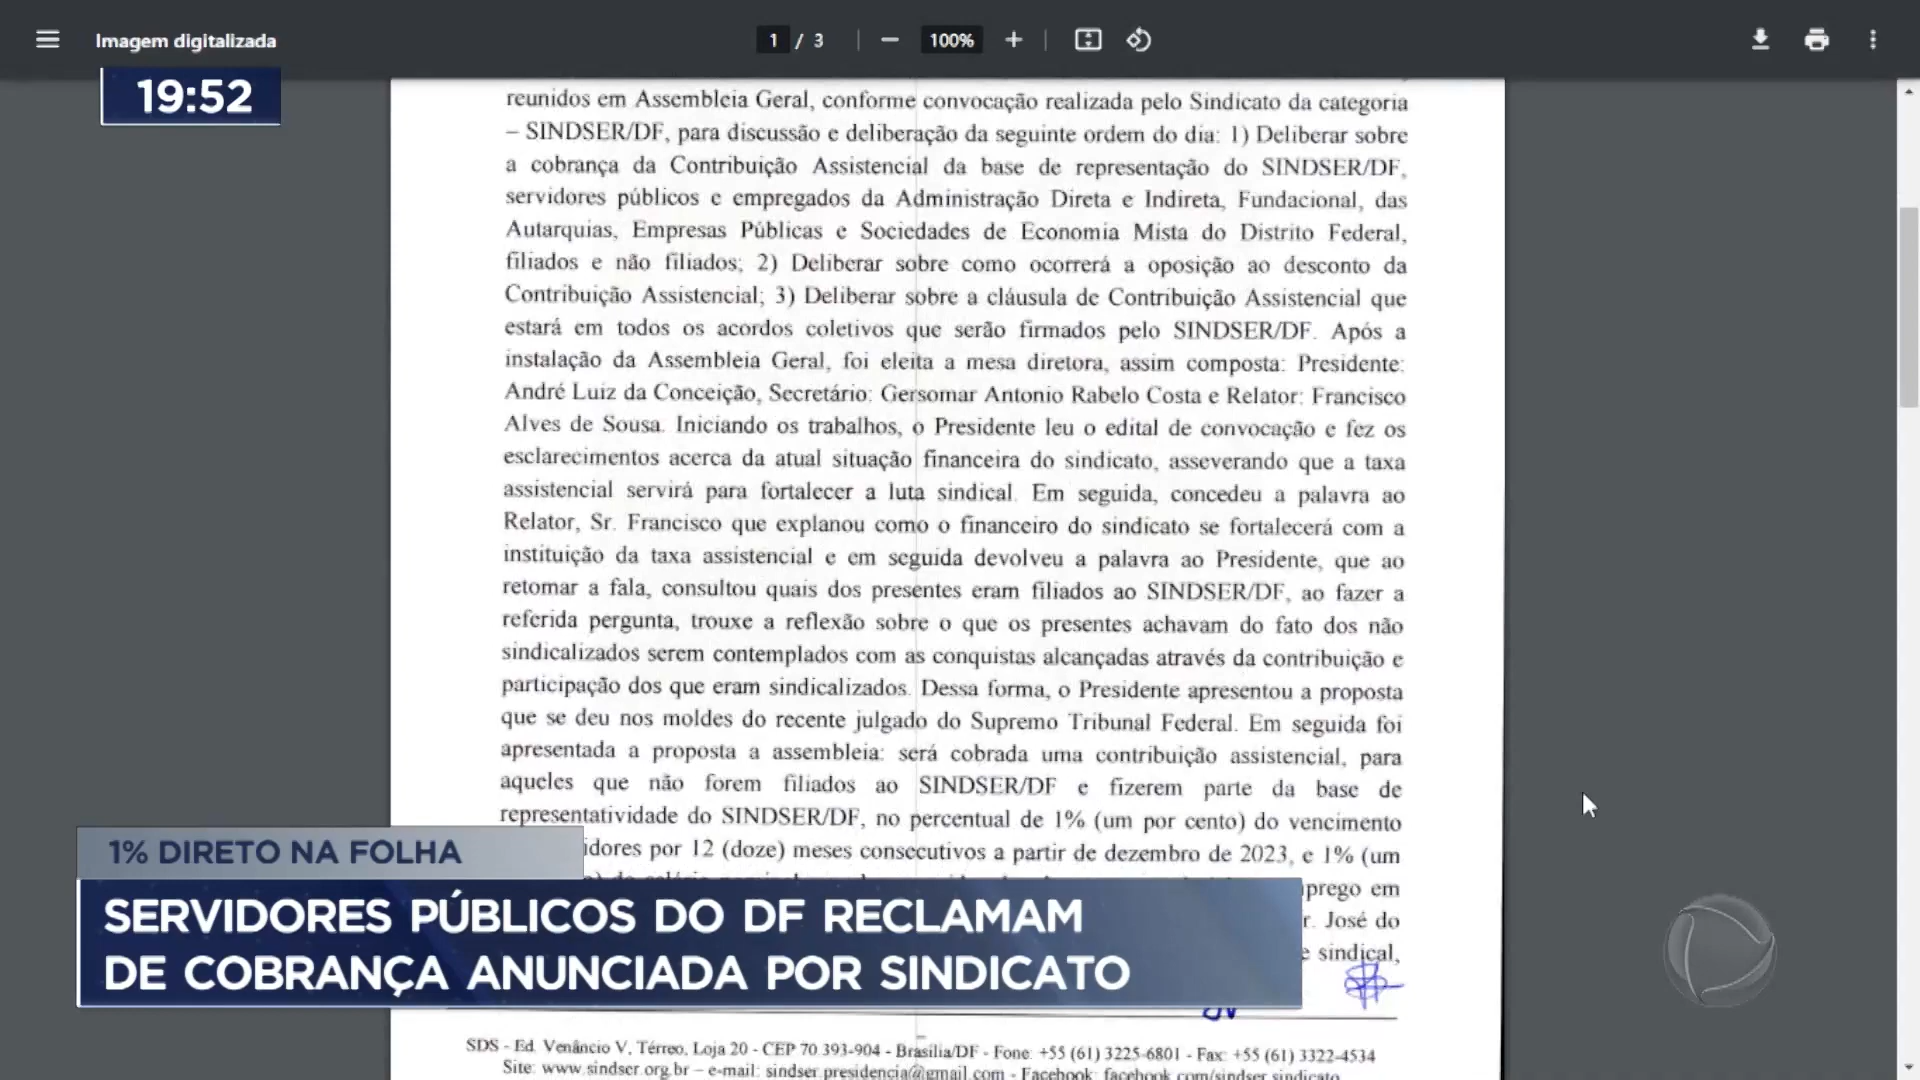 Imagem digitalizada
1 / 3
100%
19:52
reunidos em Assembleia Geral, conforme convocação realizada pelo Sindicato da categoria
– SINDSER/DF, para discussão e deliberação da seguinte ordem do dia: 1) Deliberar sobre
a cobrança da Contribuição Assistencial da base de representação do SINDSER/DF,
servidores públicos e empregados da Administração Direta e Indireta, Fundacional, das
Autarquias, Empresas Públicas e Sociedades de Economia Mista do Distrito Federal,
filiados e não filiados; 2) Deliberar sobre como ocorrerá a oposição ao desconto da
Contribuição Assistencial; 3) Deliberar sobre a cláusula de Contribuição Assistencial que
estará em todos os acordos coletivos que serão firmados pelo SINDSER/DF. Após a
instalação da Assembleia Geral, foi eleita a mesa diretora, assim composta: Presidente:
André Luiz da Conceição, Secretário: Gersomar Antonio Rabelo Costa e Relator: Francisco
Alves de Sousa. Iniciando os trabalhos, o Presidente leu o edital de convocação e fez os
esclarecimentos acerca da atual situação financeira do sindicato, asseverando que a taxa
assistencial servirá para fortalecer a luta sindical. Em seguida, concedeu a palavra ao
Relator, Sr. Francisco que explanou como o financeiro do sindicato se fortalecerá com a
instituição da taxa assistencial e em seguida devolveu a palavra ao Presidente, que ao
retomar a fala, consultou quais dos presentes eram filiados ao SINDSER/DF, ao fazer a
referida pergunta, trouxe a reflexão sobre o que os presentes achavam do fato dos não
sindicalizados serem contemplados com as conquistas alcançadas através da contribuição e
participação dos que eram sindicalizados. Dessa forma, o Presidente apresentou a proposta
que se deu nos moldes do recente julgado do Supremo Tribunal Federal. Em seguida foi
apresentada a proposta a assembleia: será cobrada uma contribuição assistencial, para
aqueles que não forem filiados ao SINDSER/DF e fizerem parte da base de
representatividade do SINDSER/DF, no percentual de 1% (um por cento) do vencimento
idores por 12 (doze) meses consecutivos a partir de dezembro de 2023, e 1% (um
prego em
r. José do
e sindical,
1% DIRETO NA FOLHA
SERVIDORES PÚBLICOS DO DF RECLAMAM
DE COBRANÇA ANUNCIADA POR SINDICATO
SDS - Ed. Venâncio V, Térreo, Loja 20 - CEP 70.393-904 - Brasília/DF - Fone: +55 (61) 3225-6801 - Fax: +55 (61) 3322-4534
Site: www.sindser.org.br – e-mail: sindser.presidencia@gmail.com - Facebook: facebook.com/sindser.sindicato